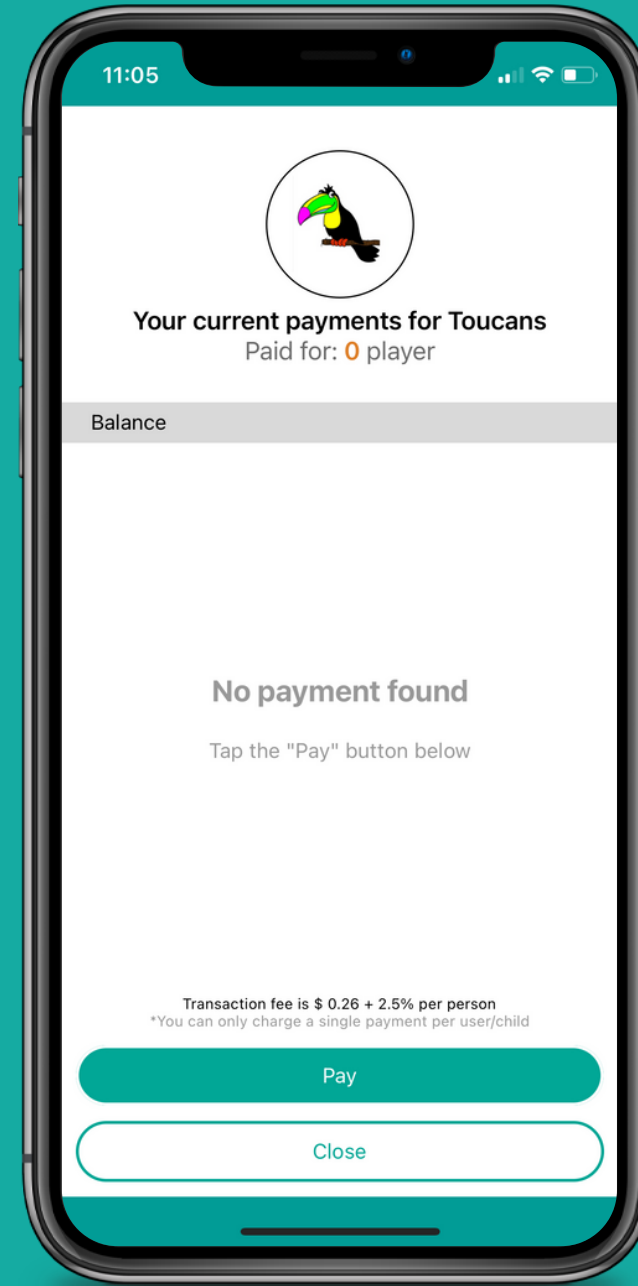 11:05
Your current payments for Toucans
Paid for: 0 player
Balance
No payment found
Tap the "Pay" button below
Transaction fee is $ 0.26 + 2.5% per person
*You can only charge a single payment per user/child
Pay
Close